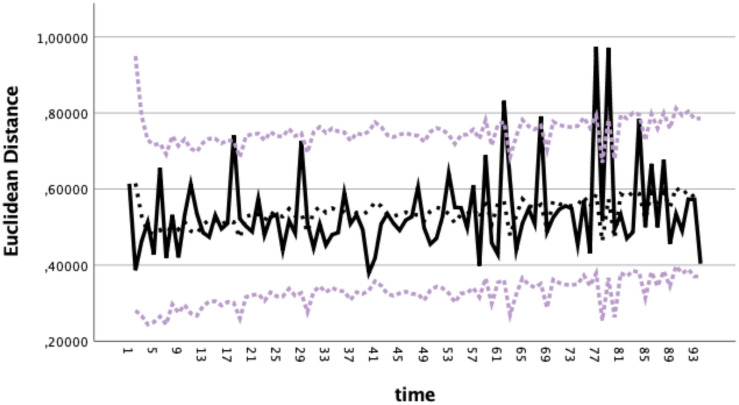 Euclidean Distance
1,00000
,80000
,60000
,40000
,20000
1 5 9 13 17 21 25 29 33 37 41 45 49 53 57 61 65 69 73 77 81 85 89 93
time